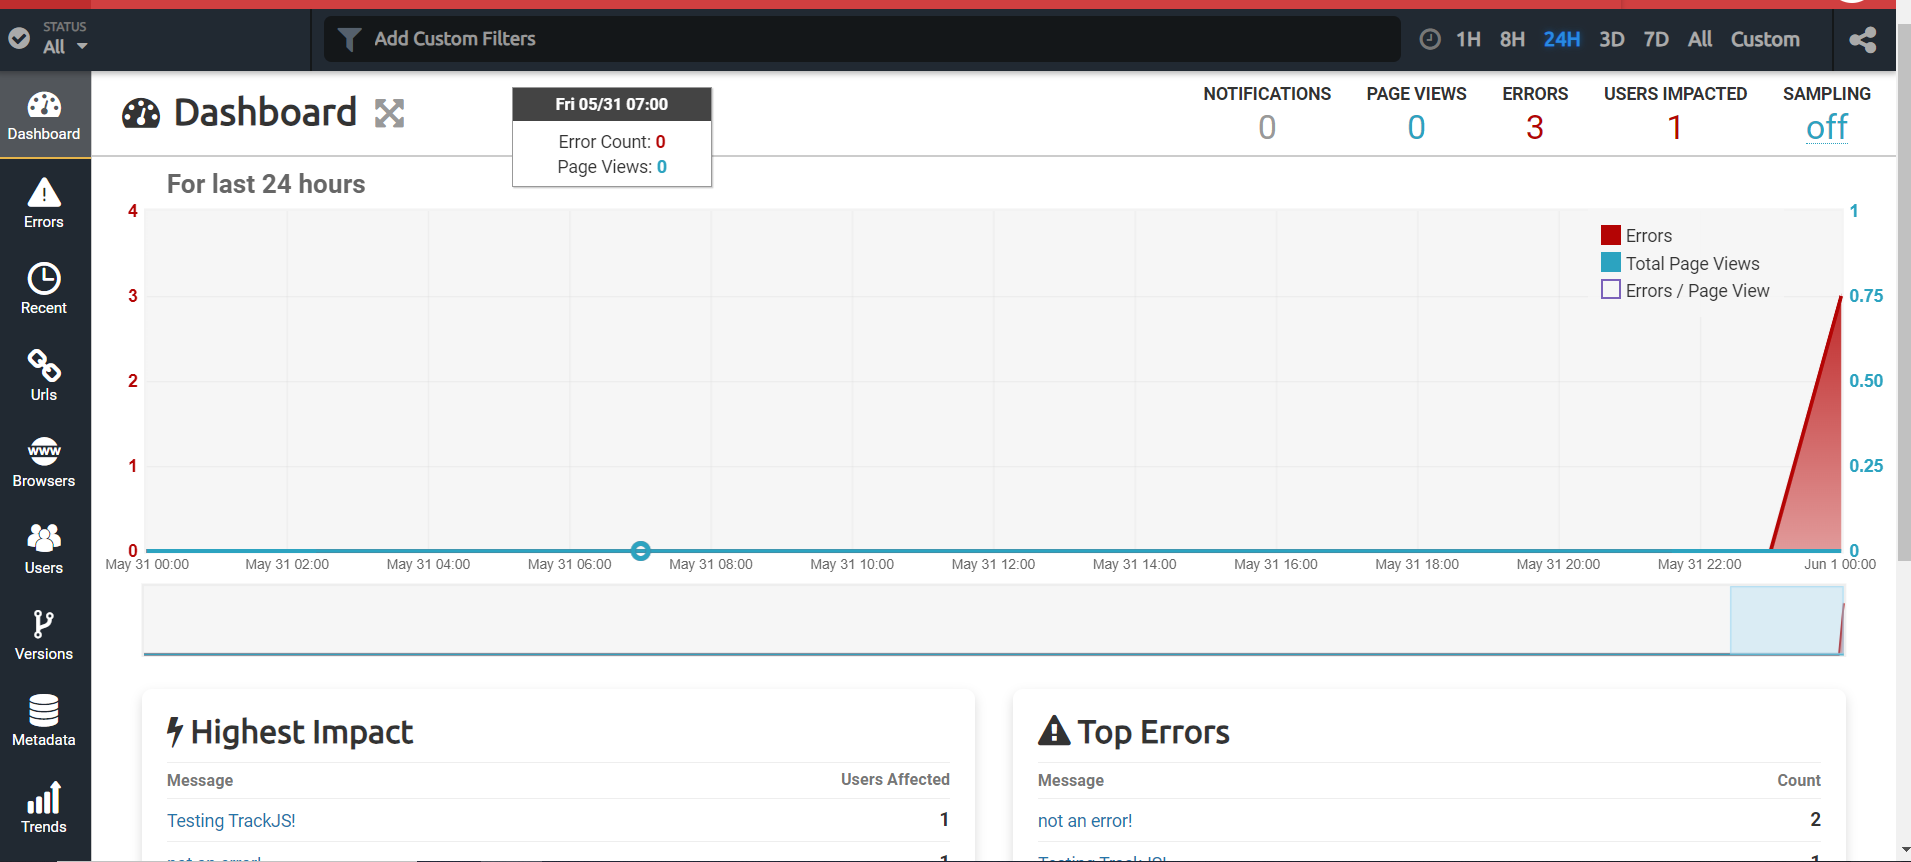 STATUS
All
Add Custom Filters
1H 8H 24H 3D 7D All Custom
Dashboard
Errors
Recent
Urls
www
Browsers
Users
Versions
Metadata
Trends
Dashboard
Fri 05/31 07:00
Error Count: 0
Page Views: 0
NOTIFICATIONS
0
PAGE VIEWS
0
ERRORS
3
USERS IMPACTED
1
SAMPLING
off
For last 24 hours
4
3
2
1
0
1
0.75
0.50
0.25
0
Errors
Total Page Views
Errors / Page View
May 31 00:00 May 31 02:00 May 31 04:00 May 31 06:00 May 31 08:00 May 31 10:00 May 31 12:00 May 31 14:00 May 31 16:00 May 31 18:00 May 31 20:00 May 31 22:00 Jun 1 00:00
Highest Impact
Message Users Affected
Testing TrackJS! 1
not an error! 1
Top Errors
Message Count
not an error! 2
Testing TrackJS! 1